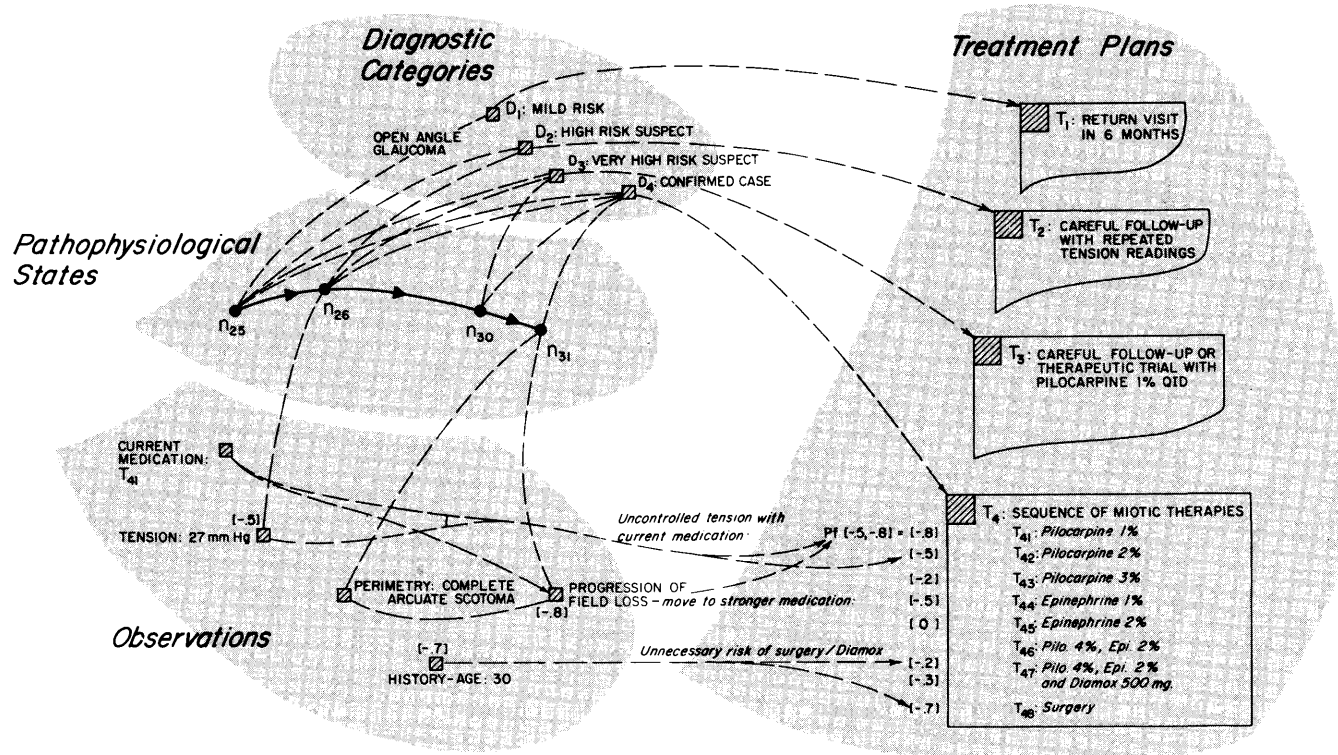 Diagnostic
Categories
Treatment Plans
D1: MILD RISK
OPEN ANGLE
GLAUCOMA
D2: HIGH RISK SUSPECT
D3: VERY HIGH RISK SUSPECT
D4: CONFIRMED CASE
T1: RETURN VISIT
IN 6 MONTHS
T2: CAREFUL FOLLOW-UP
WITH REPEATED
TENSION READINGS
T3: CAREFUL FOLLOW-UP OR
THERAPEUTIC TRIAL WITH
PILOCARPINE 1% QID
Pathophysiological
States
n25
n26
n30
n31
CURRENT
MEDICATION:
T41
[-.5]
TENSION: 27 mm Hg
PERIMETRY: COMPLETE
ARCUATE SCOTOMA
[-.8]
PROGRESSION OF
FIELD LOSS – move to stronger medication:
Uncontrolled tension with
current medication:
Observations
[-.7]
HISTORY-AGE: 30
Unnecessary risk of surgery / Diamox
T4: SEQUENCE OF MIOTIC THERAPIES
Pf [-.5, -.8] = [-.8] T41: Pilocarpine 1%
[-.5] T42: Pilocarpine 2%
[-.2] T43: Pilocarpine 3%
[-.5] T44: Epinephrine 1%
[0] T45: Epinephrine 2%
T46: Pilo. 4%, Epi. 2%
[-.2] T47: Pilo. 4%, Epi. 2%
[-.3] and Diamox 500 mg.
[-.7] T48: Surgery